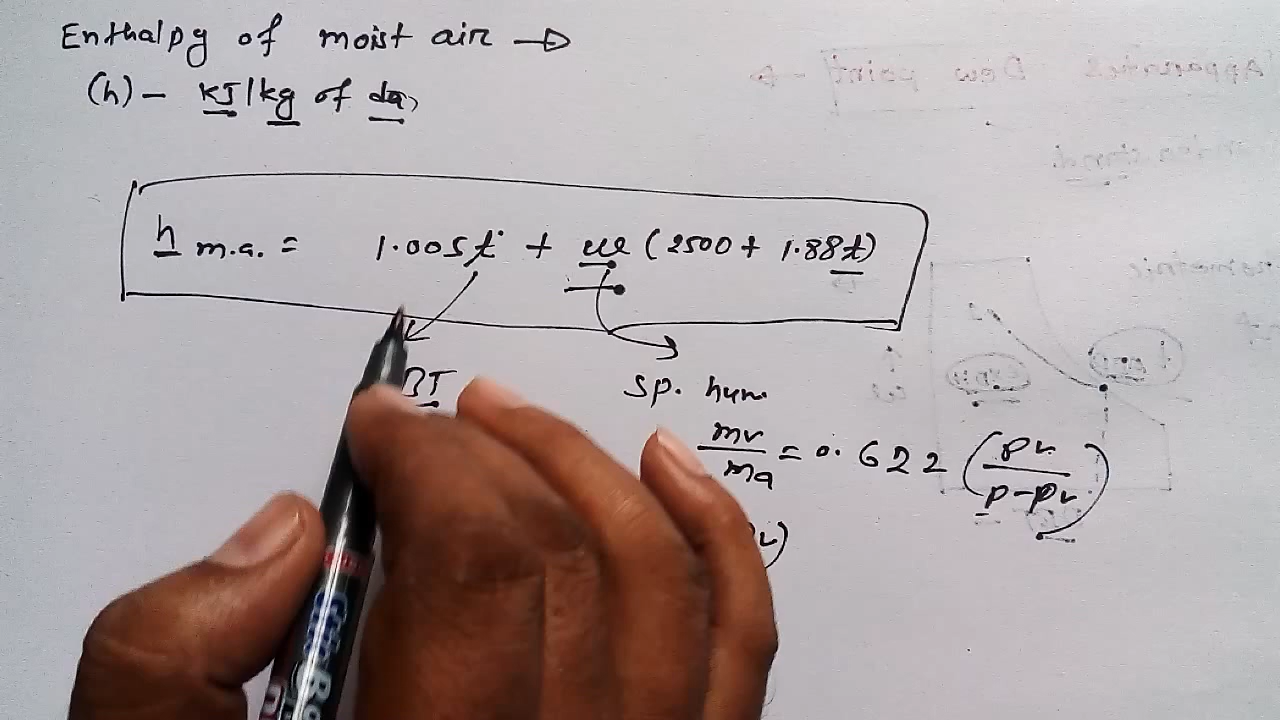 Enthalpy of moist air →
(h) - kJ/kg of da,
h m.a. = 1.005t + ω (2500 + 1.88t)
BT
sp. hum
mv/ma = 0.622 (pv/p-pv)
v)